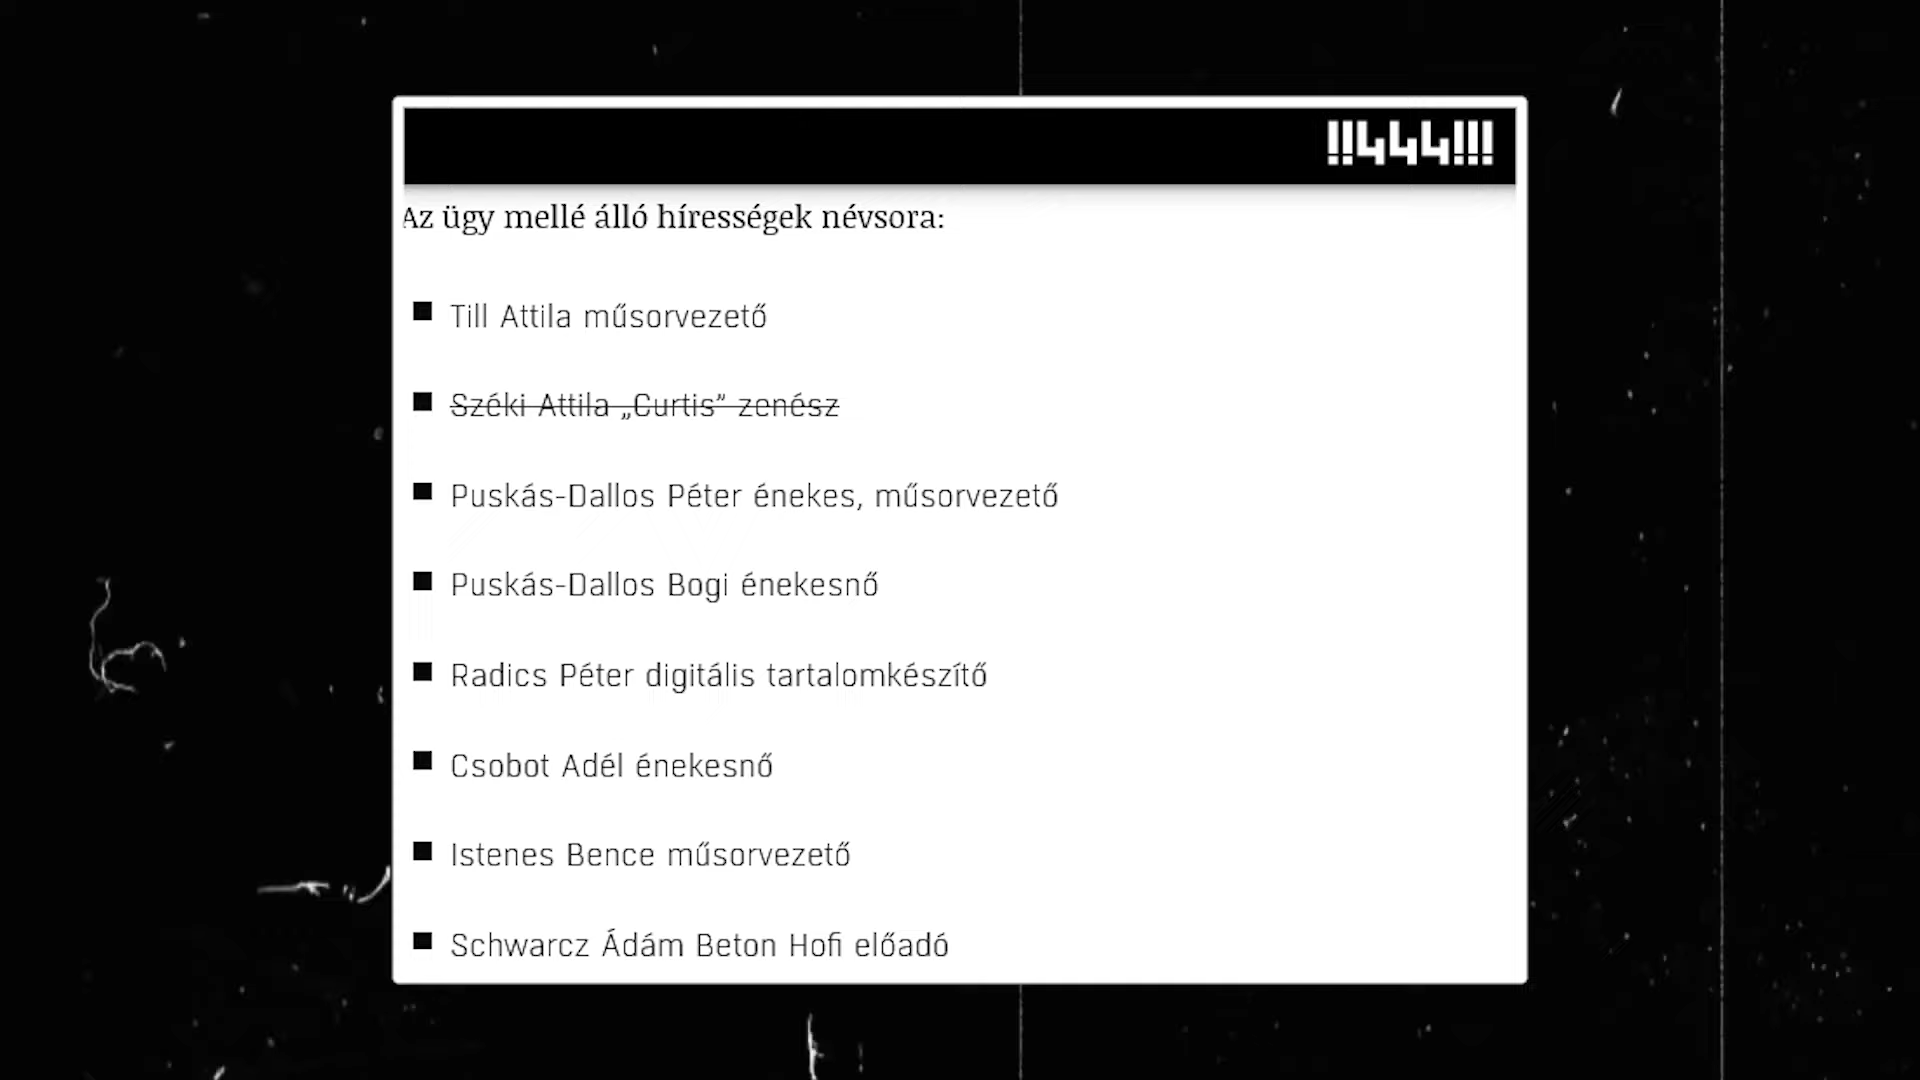 !!444!!!
Az ügy mellé álló hírességek névsora:
Till Attila műsorvezető
Széki Attila „Curtis” zenész
Puskás-Dallos Péter énekes, műsorvezető
Puskás-Dallos Bogi énekesnő
Radics Péter digitális tartalomkészítő
Csobot Adél énekesnő
Istenes Bence műsorvezető
Schwarcz Ádám Beton Hofi előadó